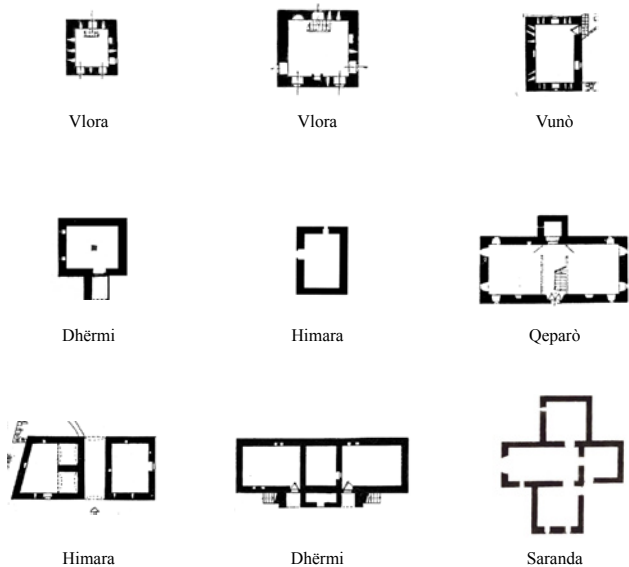 Vlora
Vlora
Vunò
Dhërmi
Himara
Qeparò
Himara
Dhërmi
Saranda